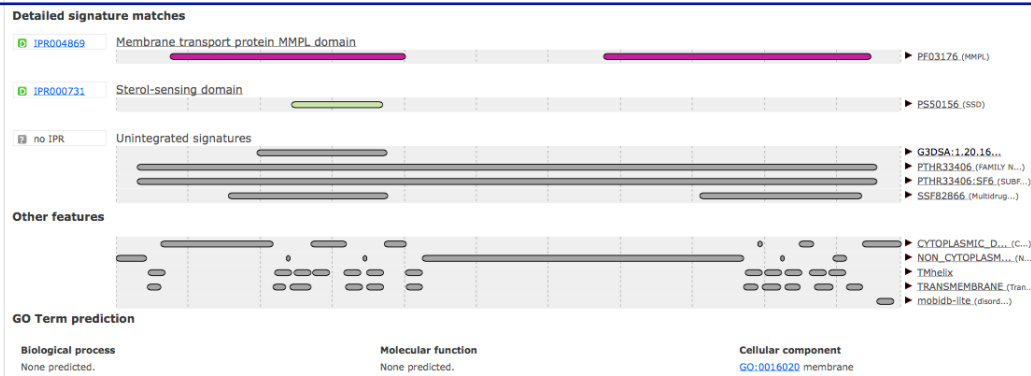 Detailed signature matches
D IPR004869 Membrane transport protein MMPL domain
PF03176 (MMPL)
D IPR000731 Sterol-sensing domain
PS50156 (SSD)
? no IPR Unintegrated signatures
G3DSA:1.20.16...
PTHR33406 (FAMILY N...)
PTHR33406:SF6 (SUBF...)
SSF82866 (Multidrug...)
Other features
CYTOPLASMIC_D... (C...)
NON_CYTOPLASM... (N...
TMhelix
TRANSMEMBRANE (Tran...
mobidb-lite (disord...)
GO Term prediction
Biological process Molecular function Cellular component
None predicted. None predicted. GO:0016020 membrane